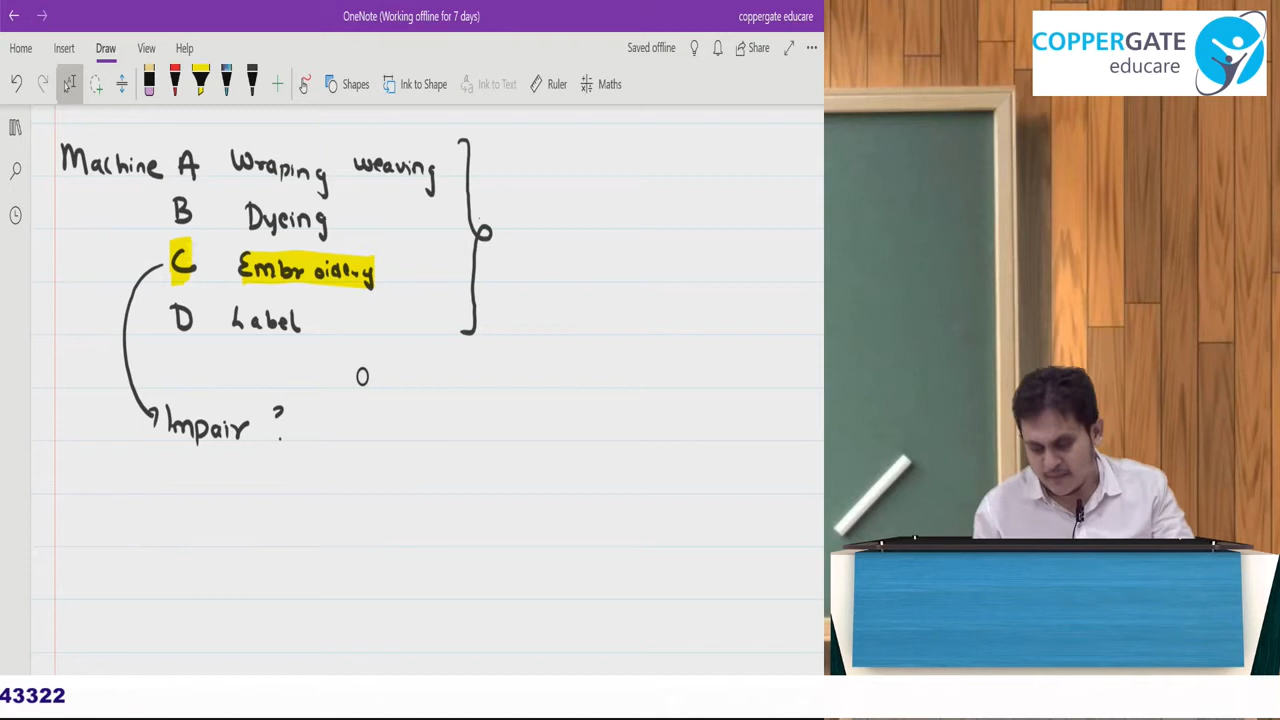 OneNote (Working offline for 7 days)
coppergate educare
Home Insert Draw View Help
Saved offline Share
Shapes Ink to Shape Ink to Text Ruler Maths
COPPERGATE
educare
Machine A Wraping weaving
B Dyeing
C Embroidery
D Label
0
Impair ?
43322